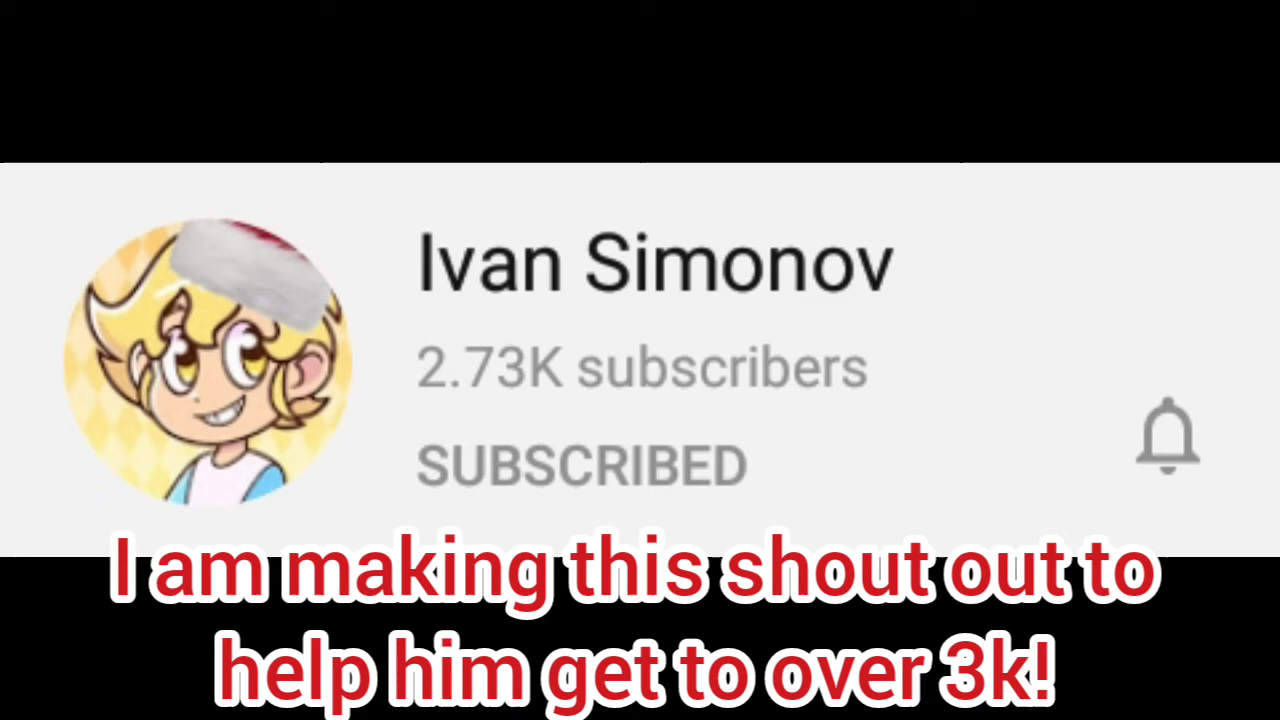 Ivan Simonov
2.73K subscribers
SUBSCRIBED
I am making this shout out to
help him get to over 3k!